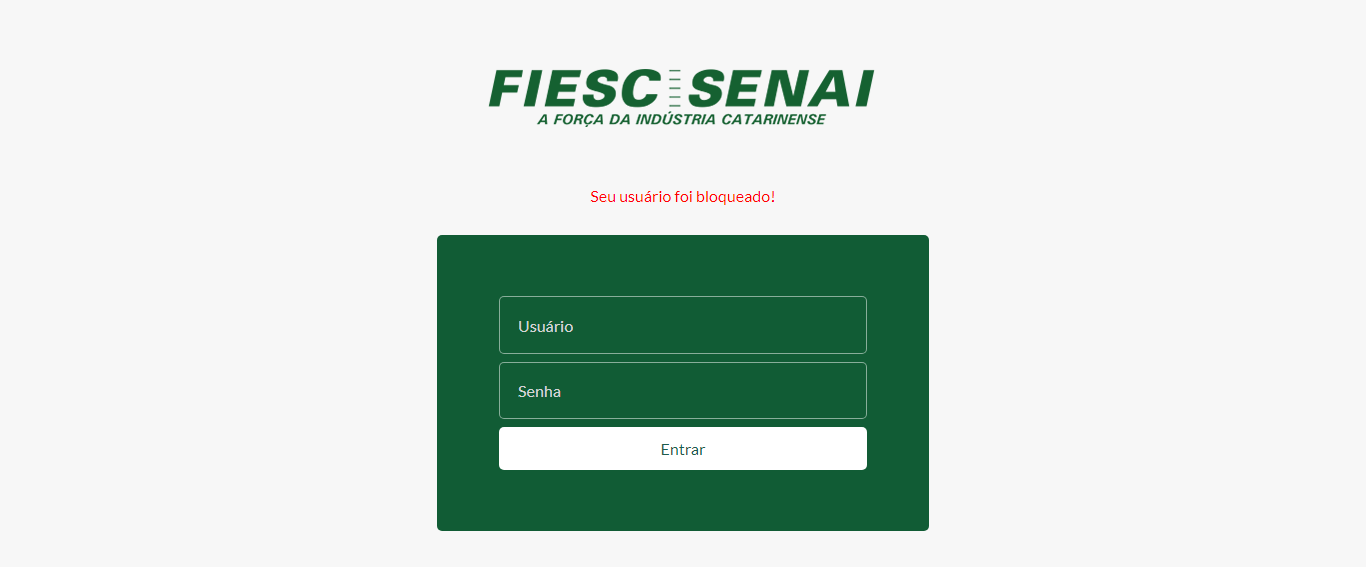 FIESC SENAI
A FORÇA DA INDÚSTRIA CATARINENSE
Seu usuário foi bloqueado!
Usuário
Senha
Entrar